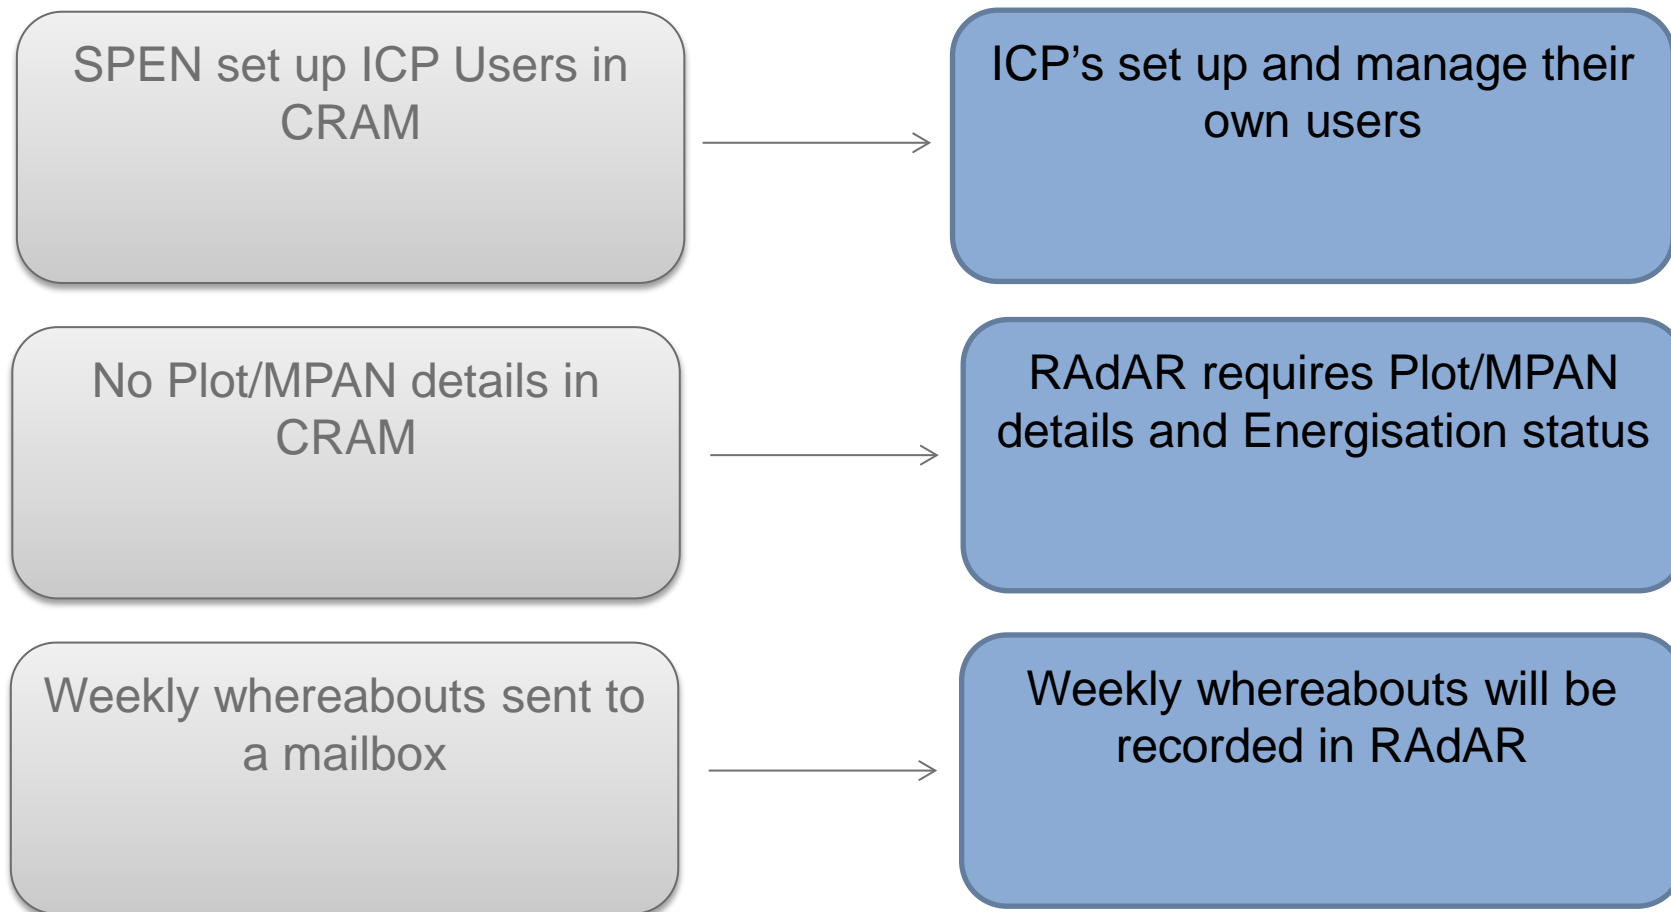 SPEN set up ICP Users in
CRAM
ICP's set up and manage their
own users
No Plot/MPAN details in
CRAM
RAdAR requires Plot/MPAN
details and Energisation status
Weekly whereabouts sent to
a mailbox
Weekly whereabouts will be
recorded in RAdAR